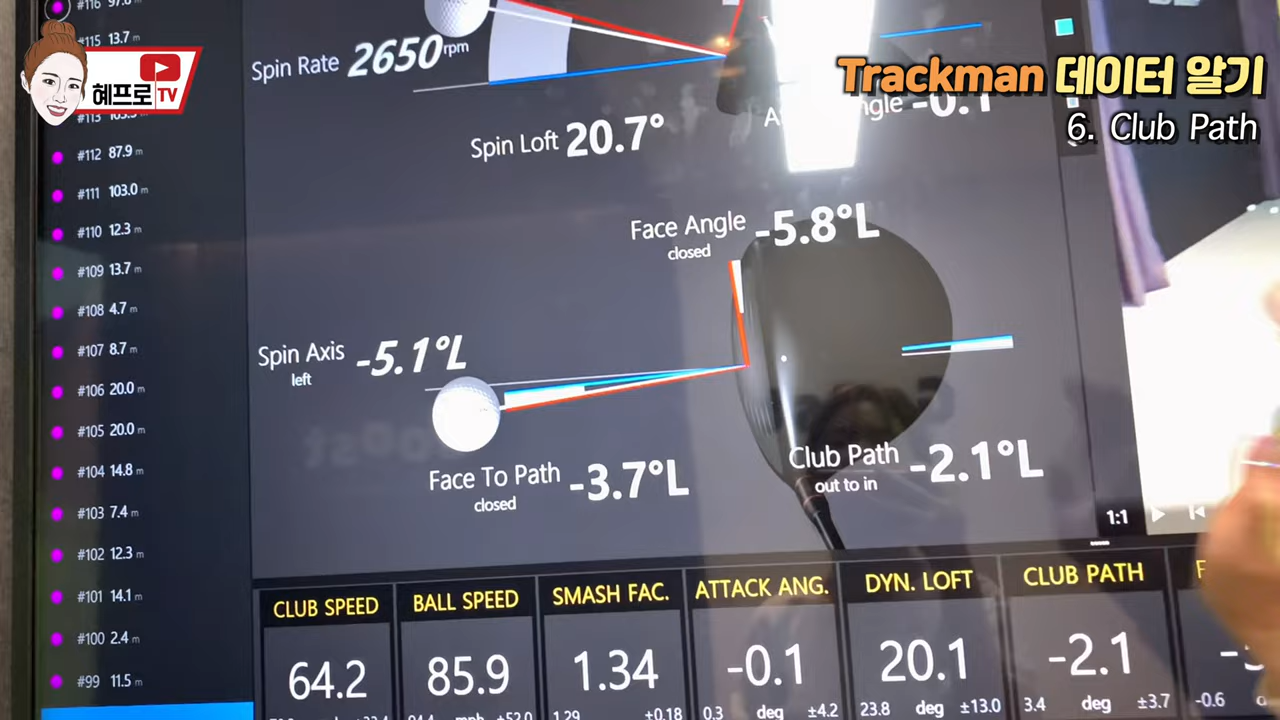 #116 97.0 m
#115 13.7 m
#112 87.9 m
#111 103.0 m
#110 12.3 m
#109 13.7 m
#108 4.7 m
#107 8.7 m
#106 20.0 m
#105 20.0 m
#104 14.8 m
#103 7.4 m
#102 12.3 m
#101 14.1 m
#100 2.4 m
#99 11.5 m
혜프로 TV
Trackman 데이터 알기
6. Club Path
Spin Rate 2650 rpm
Spin Loft 20.7°
-0.1
Face Angle -5.8°L
closed
Spin Axis -5.1°L
left
Face To Path -3.7°L
closed
Club Path -2.1°L
out to in
1:1
CLUB SPEED
64.2
BALL SPEED
85.9
SMASH FAC.
1.34
1.29 ±0.18
ATTACK ANG.
-0.1
0.3 deg ±4.2
DYN. LOFT
20.1
23.8 deg ±13.0
CLUB PATH
-2.1
3.4 deg ±3.7
-0.6